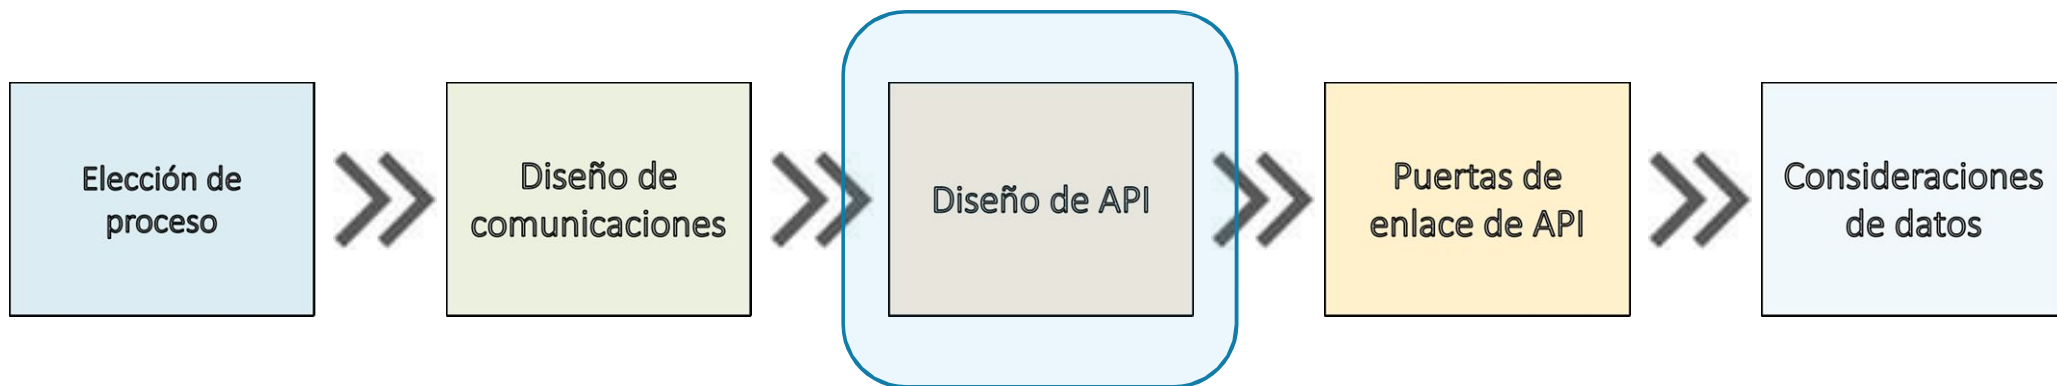 Elección de
proceso
Diseño de
comunicaciones
Diseño de API
Puertas de
enlace de API
Consideraciones
de datos